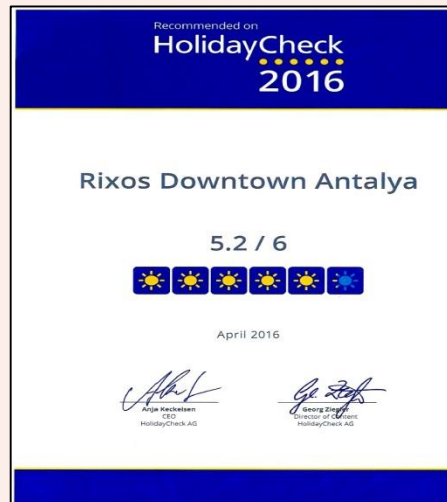 Recommended on
HolidayCheck
2016
Rixos Downtown Antalya
5.2 / 6
April 2016
Anja Keckeisen
CEO
HolidayCheck AG
Georg Ziegler
Director of Content
HolidayCheck AG